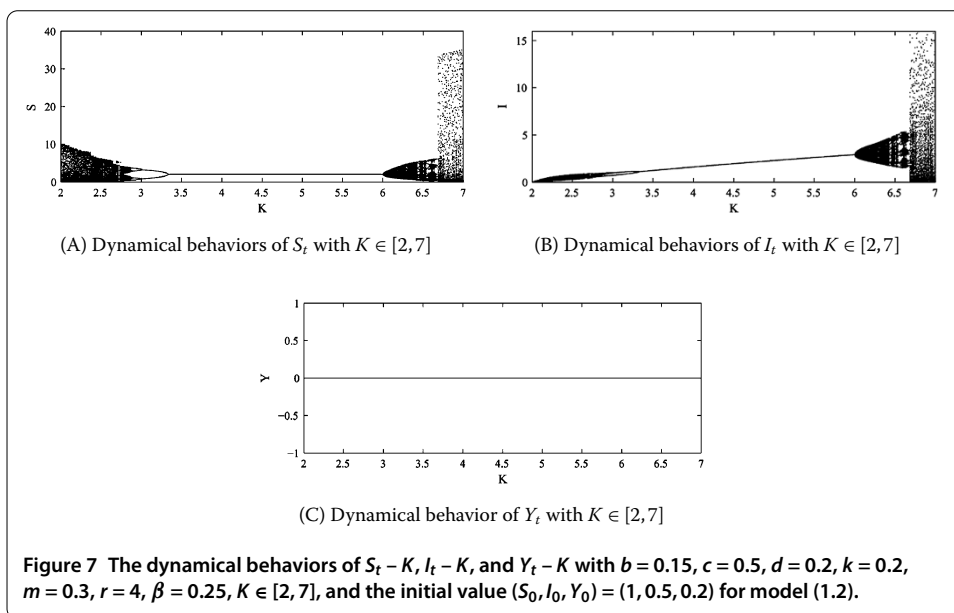 40
30
20
10
0
S
2 2.5 3 3.5 4 4.5 5 5.5 6 6.5 7
K
(A) Dynamical behaviors of S_t with K ∈ [2, 7]
15
10
5
0
I
2 2.5 3 3.5 4 4.5 5 5.5 6 6.5 7
K
(B) Dynamical behaviors of I_t with K ∈ [2, 7]
1
0.5
0
−0.5
−1
Y
2 2.5 3 3.5 4 4.5 5 5.5 6 6.5 7
K
(C) Dynamical behavior of Y_t with K ∈ [2, 7]
Figure 7 The dynamical behaviors of S_t – K, I_t – K, and Y_t – K with b = 0.15, c = 0.5, d = 0.2, k = 0.2,
m = 0.3, r = 4, β = 0.25, K ∈ [2, 7], and the initial value (S_0, I_0, Y_0) = (1, 0.5, 0.2) for model (1.2).